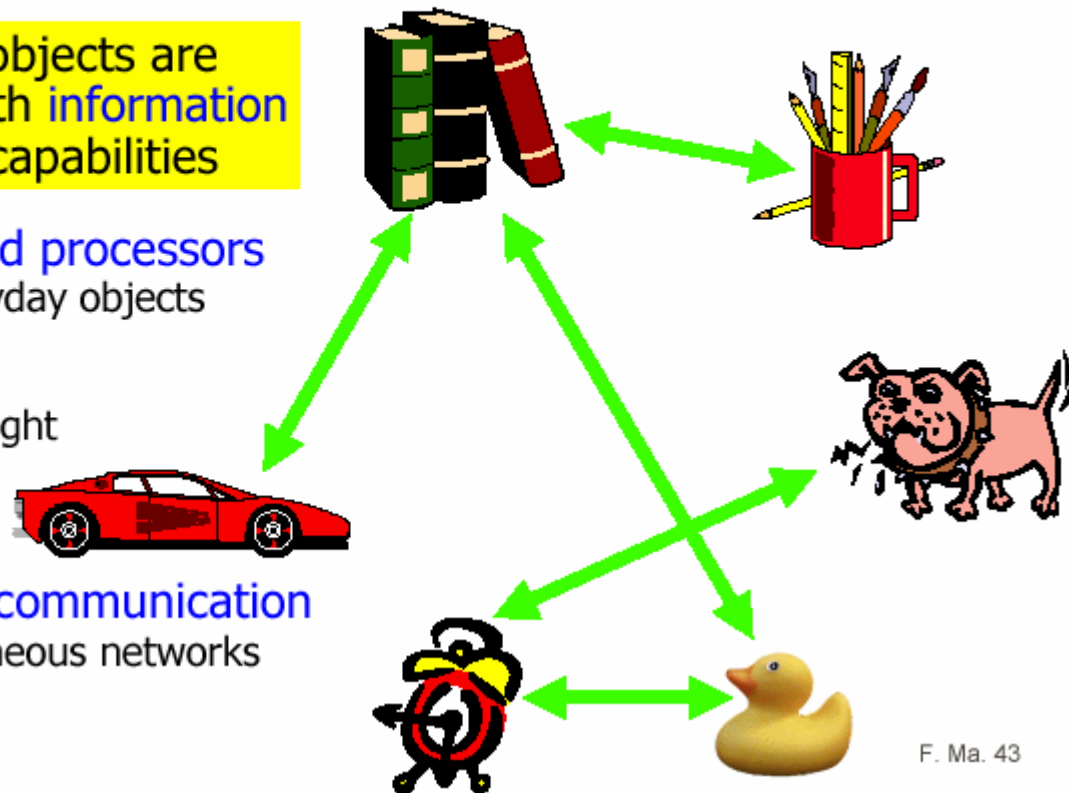 objects are
th information
capabilities
d processors
yday objects
ght
communication
neous networks
F. Ma. 43